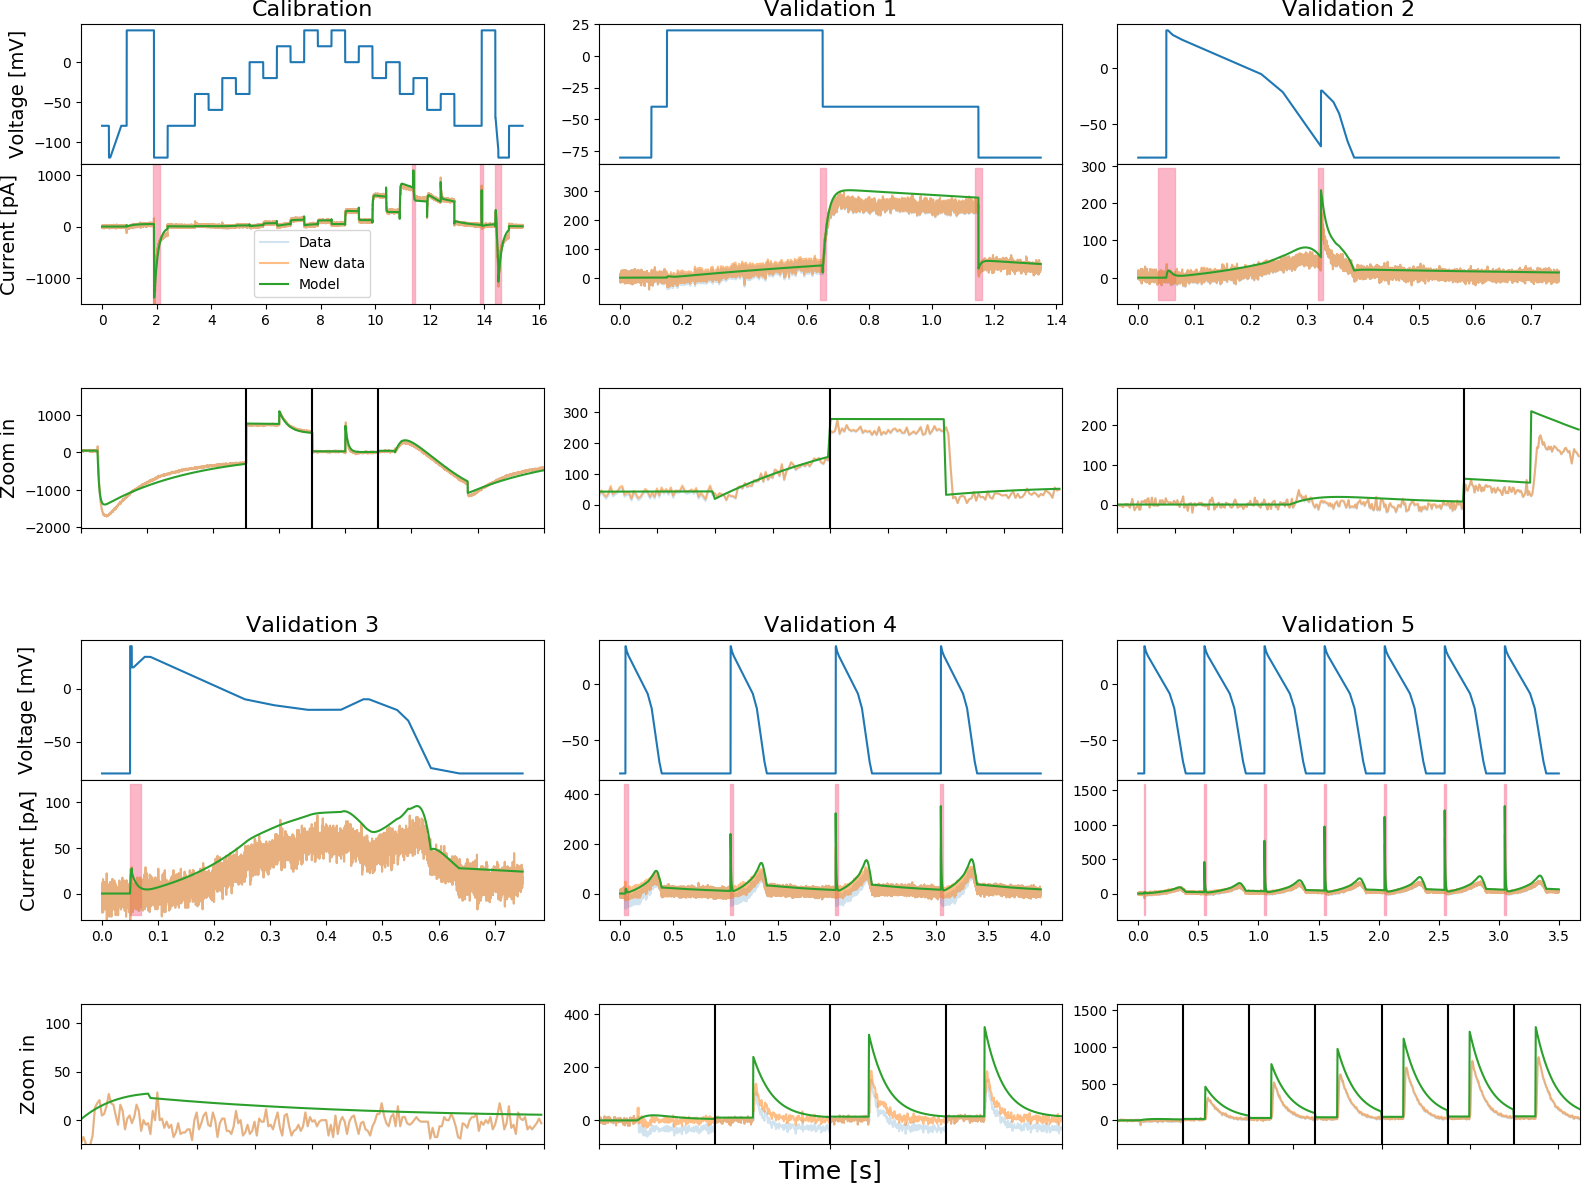 Calibration
Validation 1
Validation 2
Voltage [mV]
0
−50
−100
25
0
−25
−50
−75
0
−50
Current [pA]
1000
0
−1000
Data
New data
Model
300
200
100
0
300
200
100
0
0 2 4 6 8 10 12 14 16
0.0 0.2 0.4 0.6 0.8 1.0 1.2 1.4
0.0 0.1 0.2 0.3 0.4 0.5 0.6 0.7
Zoom in
1000
0
−1000
−2000
300
200
100
0
200
100
0
Validation 3
Validation 4
Validation 5
Voltage [mV]
0
−50
0
−50
0
−50
Current [pA]
100
50
0
400
200
0
1500
1000
500
0
0.0 0.1 0.2 0.3 0.4 0.5 0.6 0.7
0.0 0.5 1.0 1.5 2.0 2.5 3.0 3.5 4.0
0.0 0.5 1.0 1.5 2.0 2.5 3.0 3.5
Zoom in
100
50
0
400
200
0
1500
1000
500
0
Time [s]